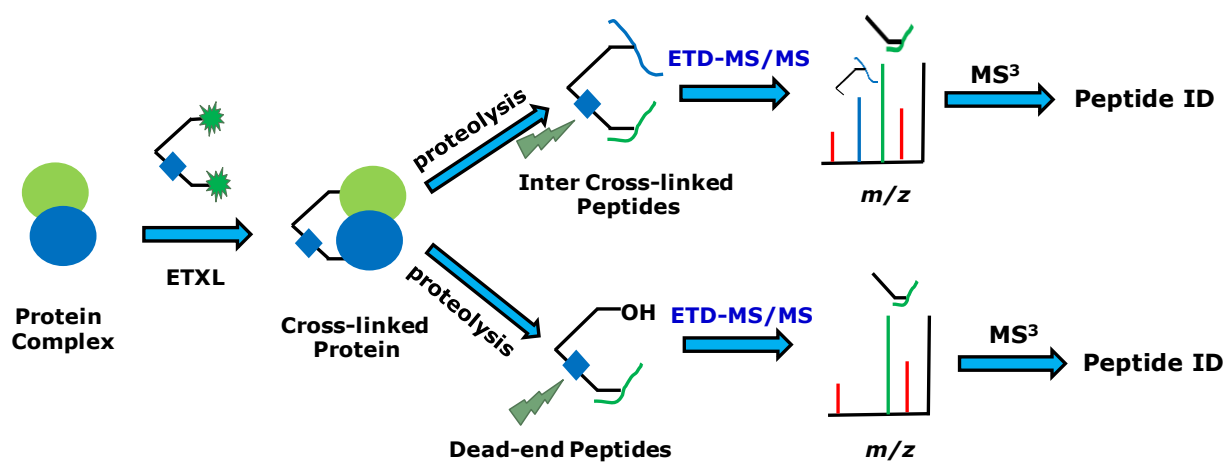 Protein
Complex
ETXL
Cross-linked
Protein
proteolysis
Inter Cross-linked
Peptides
ETD-MS/MS
m/z
MS³
Peptide ID
proteolysis
OH
Dead-end Peptides
ETD-MS/MS
m/z
MS³
Peptide ID